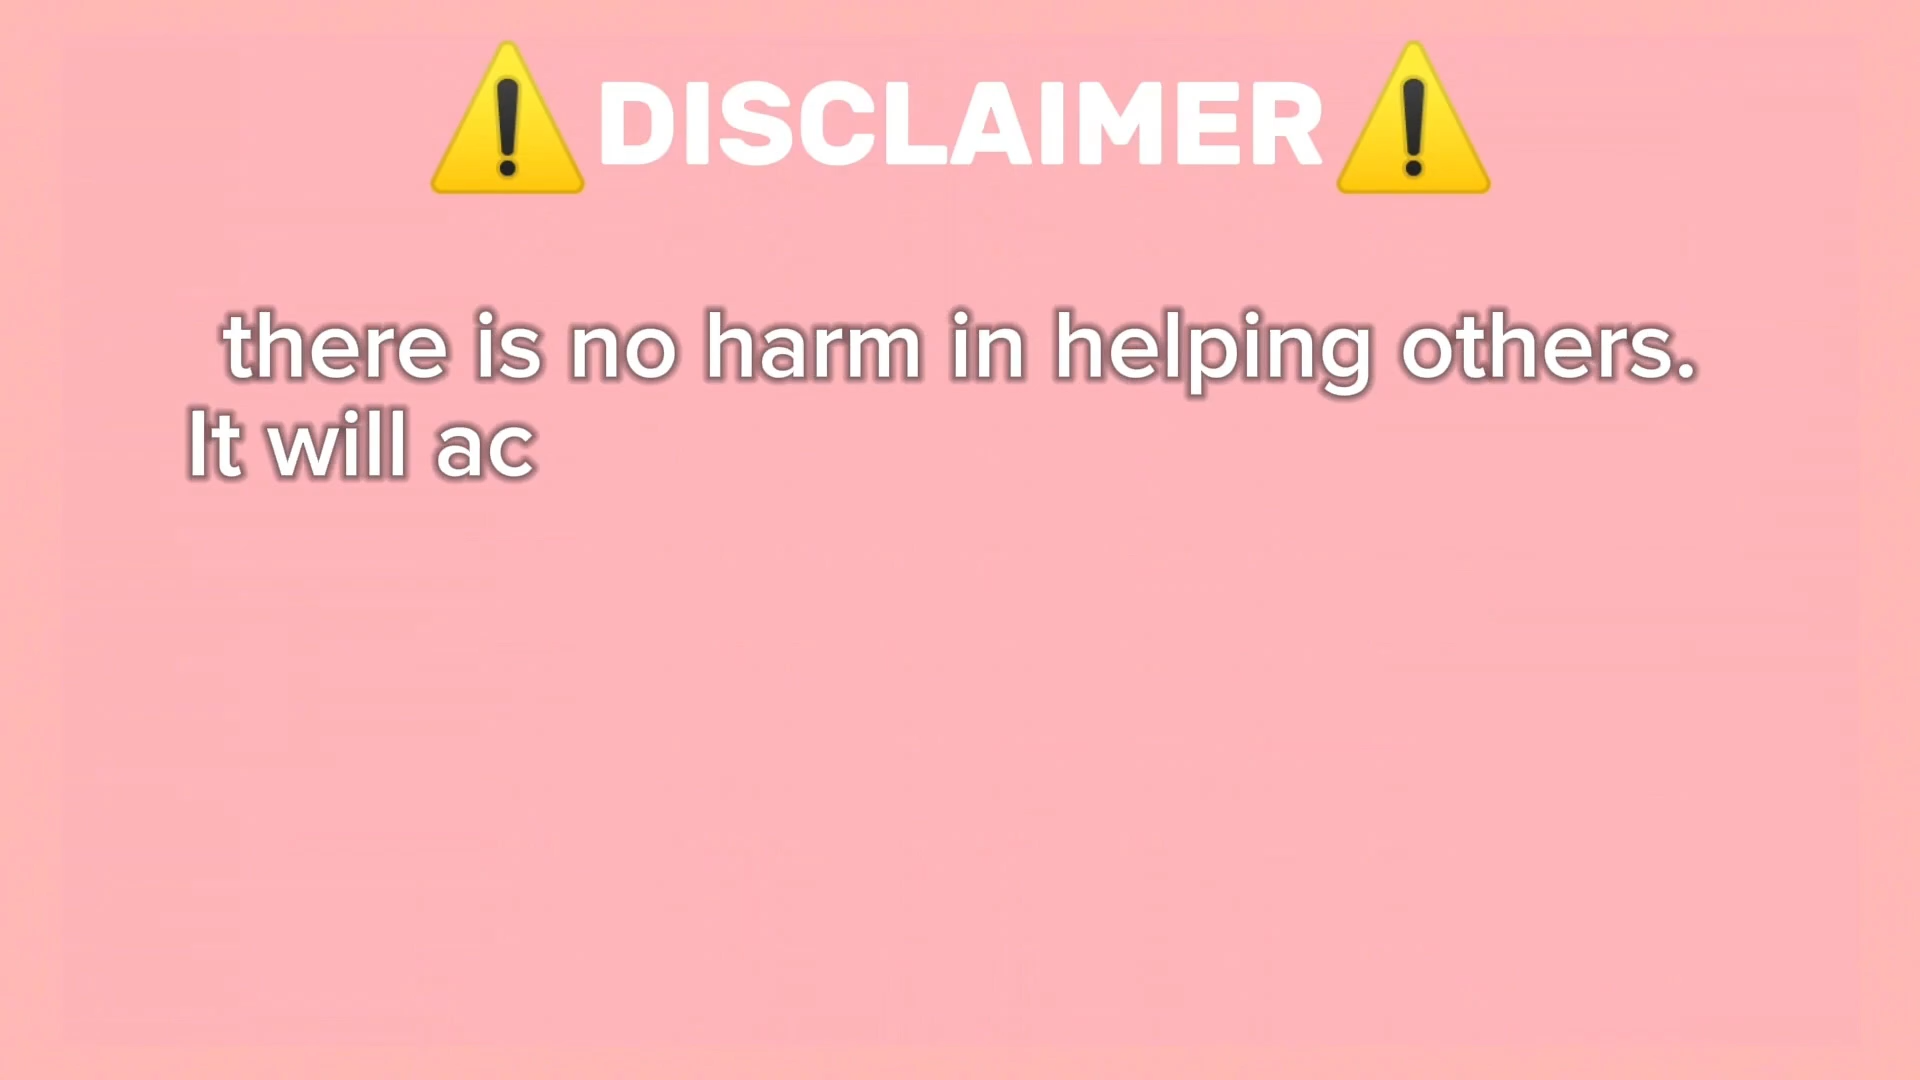 ⚠️DISCLAIMER⚠️
there is no harm in helping others.
It will ac